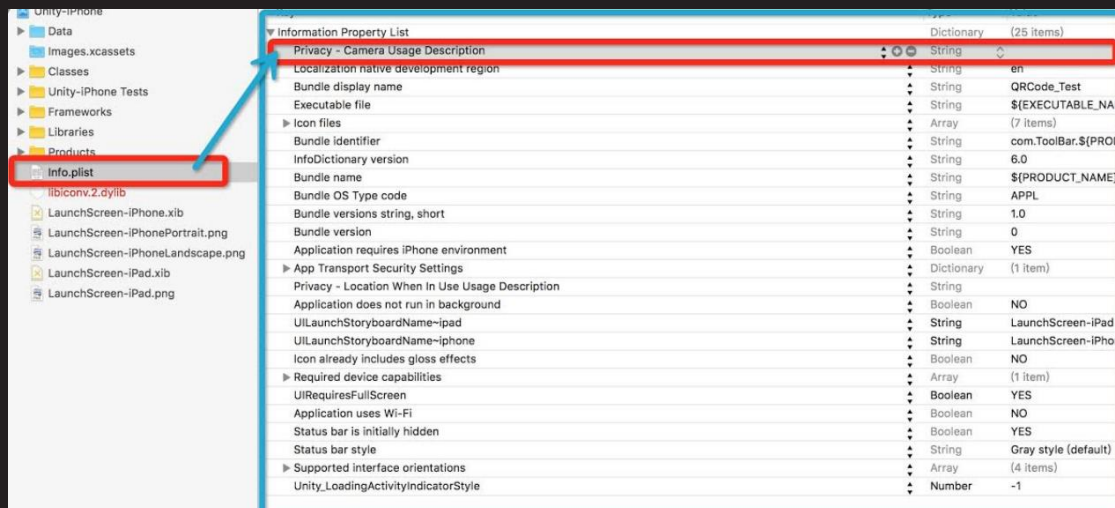 Unity-iPhone
Data
Images.xcassets
Classes
Unity-iPhone Tests
Frameworks
Libraries
Products
Info.plist
libiconv.2.dylib
LaunchScreen-iPhone.xib
LaunchScreen-iPhonePortrait.png
LaunchScreen-iPhoneLandscape.png
LaunchScreen-iPad.xib
LaunchScreen-iPad.png
Information Property List Dictionary (25 items)
Privacy - Camera Usage Description String
Localization native development region String en
Bundle display name String QRCode_Test
Executable file String ${EXECUTABLE_NA
Icon files Array (7 items)
Bundle identifier String com.ToolBar.${PRO
InfoDictionary version String 6.0
Bundle name String ${PRODUCT_NAME}
Bundle OS Type code String APPL
Bundle versions string, short String 1.0
Bundle version String 0
Application requires iPhone environment Boolean YES
App Transport Security Settings Dictionary (1 item)
Privacy - Location When In Use Usage Description String
Application does not run in background Boolean NO
UILaunchStoryboardName~ipad String LaunchScreen-iPad
UILaunchStoryboardName~iphone String LaunchScreen-iPho
Icon already includes gloss effects Boolean NO
Required device capabilities Array (1 item)
UIRequiresFullScreen Boolean YES
Application uses Wi-Fi Boolean NO
Status bar is initially hidden Boolean YES
Status bar style String Gray style (default)
Supported interface orientations Array (4 items)
Unity_LoadingActivityIndicatorStyle Number -1